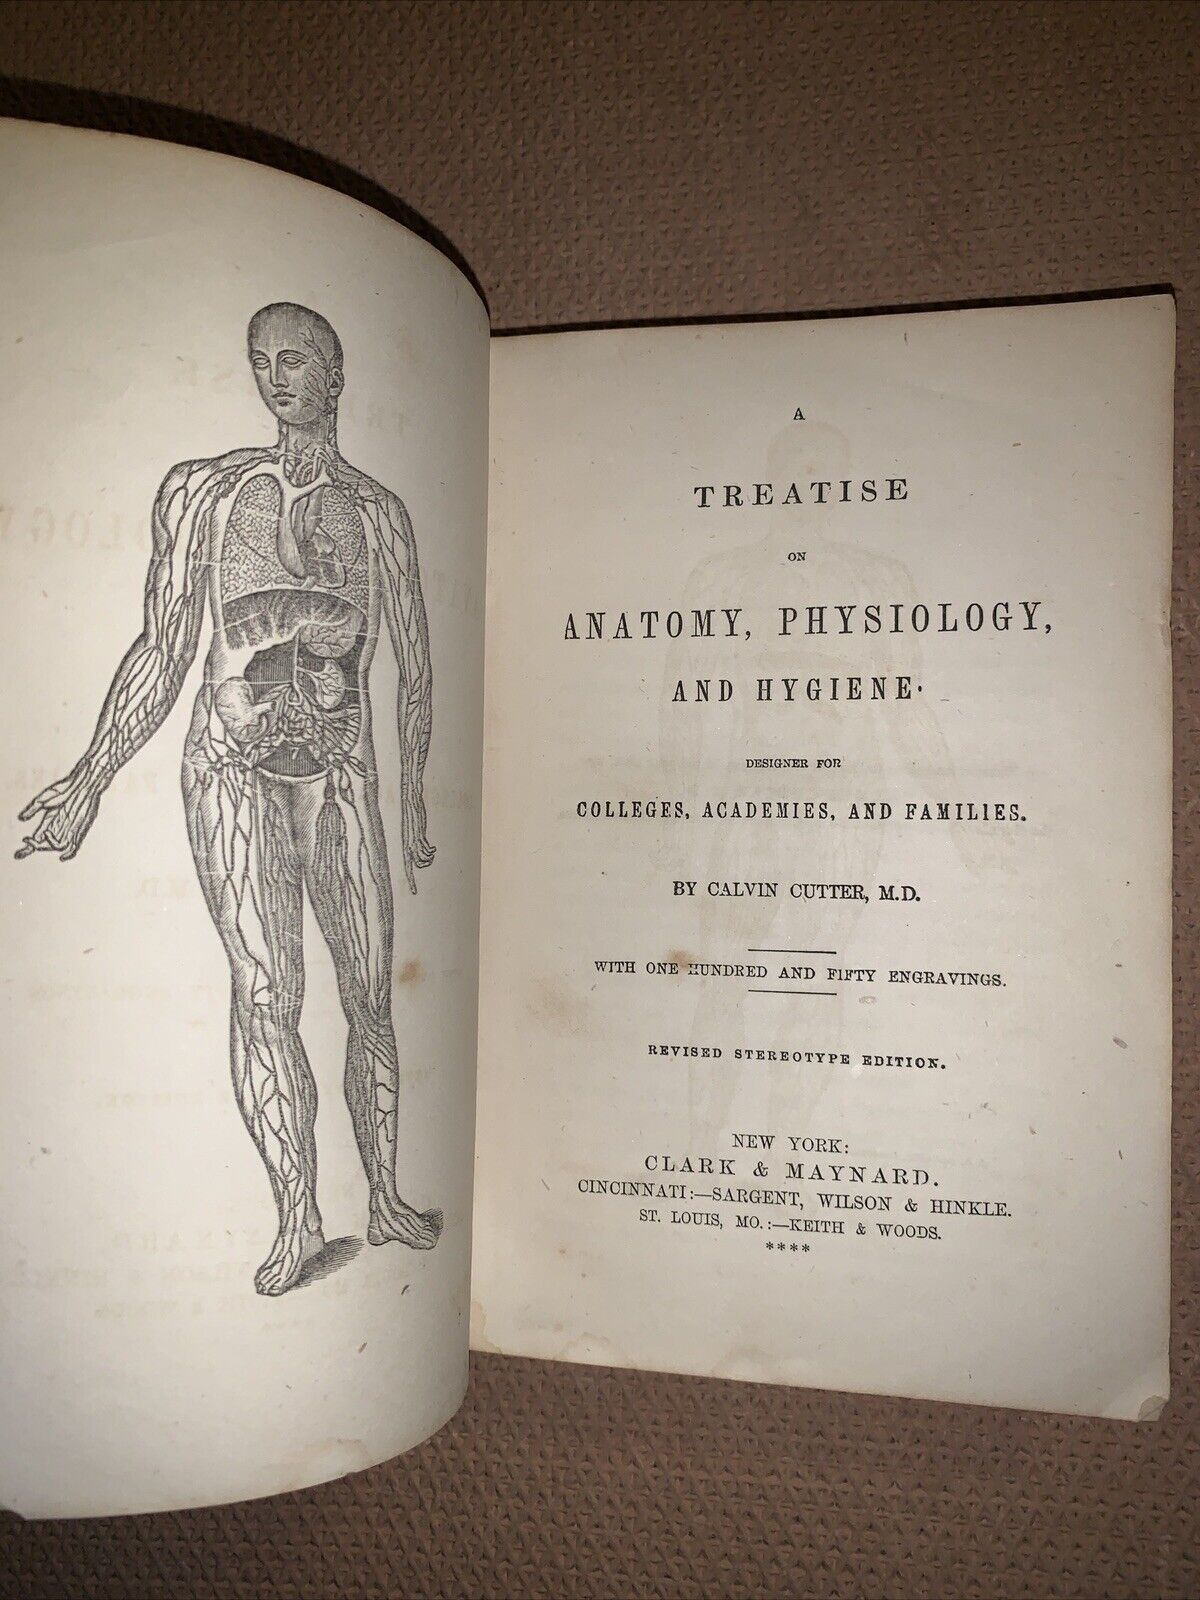 A
TREATISE
ON
ANATOMY, PHYSIOLOGY,
AND HYGIENE.
DESIGNER FOR
COLLEGES, ACADEMIES, AND FAMILIES.
BY CALVIN CUTTER, M.D.
WITH ONE HUNDRED AND FIFTY ENGRAVINGS.
REVISED STEREOTYPE EDITION.
NEW YORK:
CLARK & MAYNARD.
CINCINNATI:—SARGENT, WILSON & HINKLE.
ST. LOUIS, MO.:—KEITH & WOODS.
****